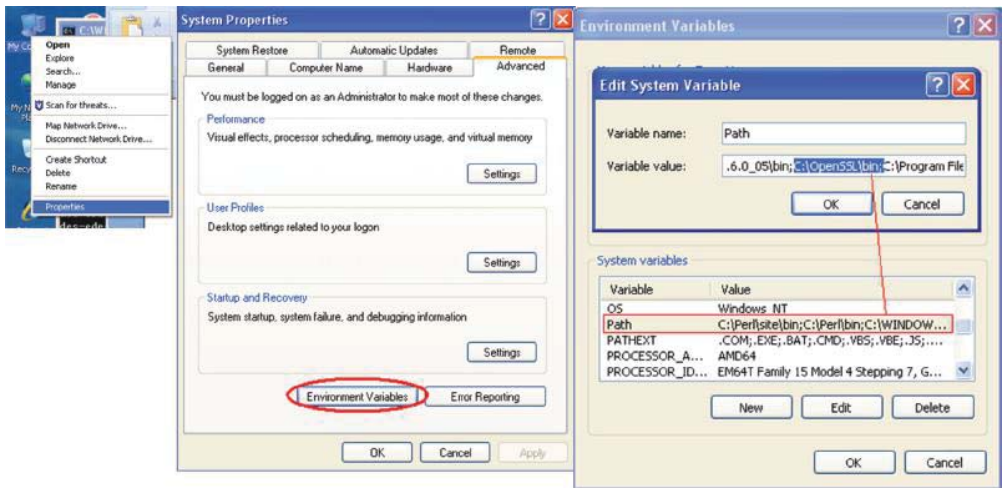 My Co
C:\W
Open
Explore
Search...
Manage
Scan for threats...
Map Network Drive...
Disconnect Network Drive...
Create Shortcut
Delete
Rename
Properties
My N
Pla
Recy
System Properties
System Restore Automatic Updates Remote
General Computer Name Hardware Advanced
You must be logged on as an Administrator to make most of these changes.
Performance
Visual effects, processor scheduling, memory usage, and virtual memory
Settings
User Profiles
Desktop settings related to your logon
Settings
Startup and Recovery
System startup, system failure, and debugging information
Settings
Environment Variables Error Reporting
OK Cancel Apply
Environment Variables
Edit System Variable
Variable name: Path
Variable value: .6.0_05\bin;C:\OpenSSL\bin;C:\Program File
OK Cancel
System variables
Variable Value
OS Windows_NT
Path C:\Perl\site\bin;C:\Perl\bin;C:\WINDOW...
PATHEXT .COM;.EXE;.BAT;.CMD;.VBS;.VBE;.JS;....
PROCESSOR_A... AMD64
PROCESSOR_ID... EM64T Family 15 Model 4 Stepping 7, G...
New Edit Delete
OK Cancel